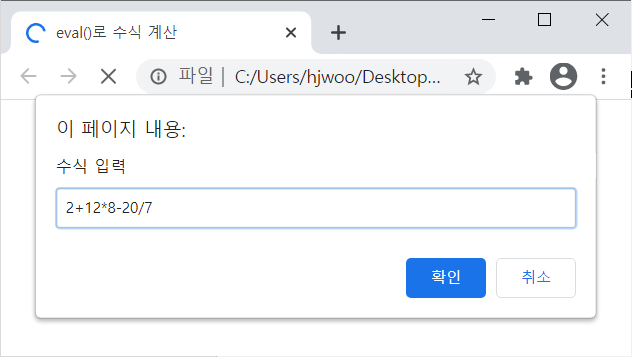 eval()로 수식 계산
파일 | C:/Users/hjwoo/Desktop...
이 페이지 내용:
수식 입력
2+12*8-20/7
확인 취소